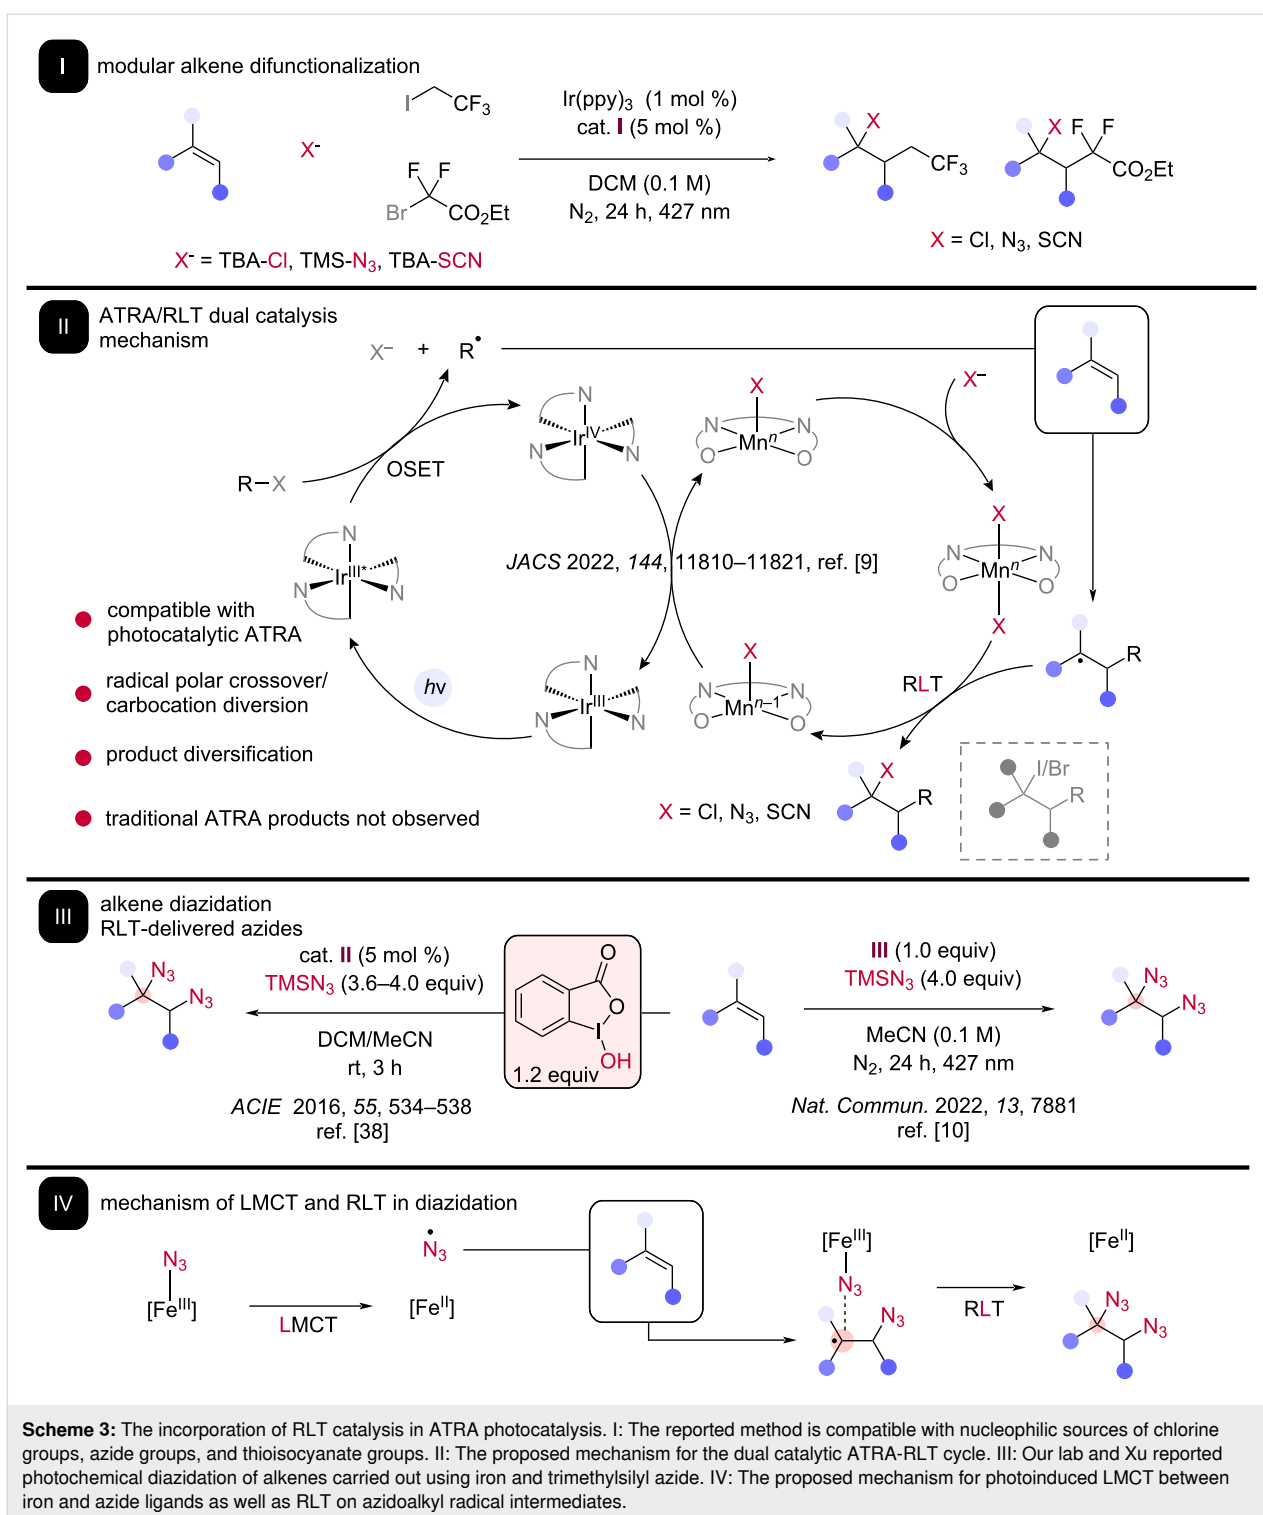 I modular alkene difunctionalization
I CF3
X-
F F
Br CO2Et
Ir(ppy)3 (1 mol %)
cat. I (5 mol %)
DCM (0.1 M)
N2, 24 h, 427 nm
X CF3
X F F
CO2Et
X- = TBA-Cl, TMS-N3, TBA-SCN
X = Cl, N3, SCN
II ATRA/RLT dual catalysis
mechanism
X– + R•
X–
R–X
OSET
N IrIV N N
X
N N
Mnn
O O
X
N N
Mnn
O O
X
N IrIII* N N
JACS 2022, 144, 11810–11821, ref. [9]
compatible with
photocatalytic ATRA
radical polar crossover/
carbocation diversion
product diversification
traditional ATRA products not observed
hν
N IrIII N N
X
N N
Mnn–1
O O
RLT
• R
X R
I/Br R
X = Cl, N3, SCN
III alkene diazidation
RLT-delivered azides
N3 N3
cat. II (5 mol %)
TMSN3 (3.6–4.0 equiv)
DCM/MeCN
rt, 3 h
ACIE 2016, 55, 534–538
ref. [38]
O
O
I
OH
1.2 equiv
III (1.0 equiv)
TMSN3 (4.0 equiv)
MeCN (0.1 M)
N2, 24 h, 427 nm
Nat. Commun. 2022, 13, 7881
ref. [10]
N3 N3
IV mechanism of LMCT and RLT in diazidation
N3
[FeIII]
LMCT
•
N3
[FeII]
[FeIII]
N3
• N3
RLT
[FeII]
N3 N3
Scheme 3: The incorporation of RLT catalysis in ATRA photocatalysis. I: The reported method is compatible with nucleophilic sources of chlorine
groups, azide groups, and thioisocyanate groups. II: The proposed mechanism for the dual catalytic ATRA-RLT cycle. III: Our lab and Xu reported
photochemical diazidation of alkenes carried out using iron and trimethylsilyl azide. IV: The proposed mechanism for photoinduced LMCT between
iron and azide ligands as well as RLT on azidoalkyl radical intermediates.